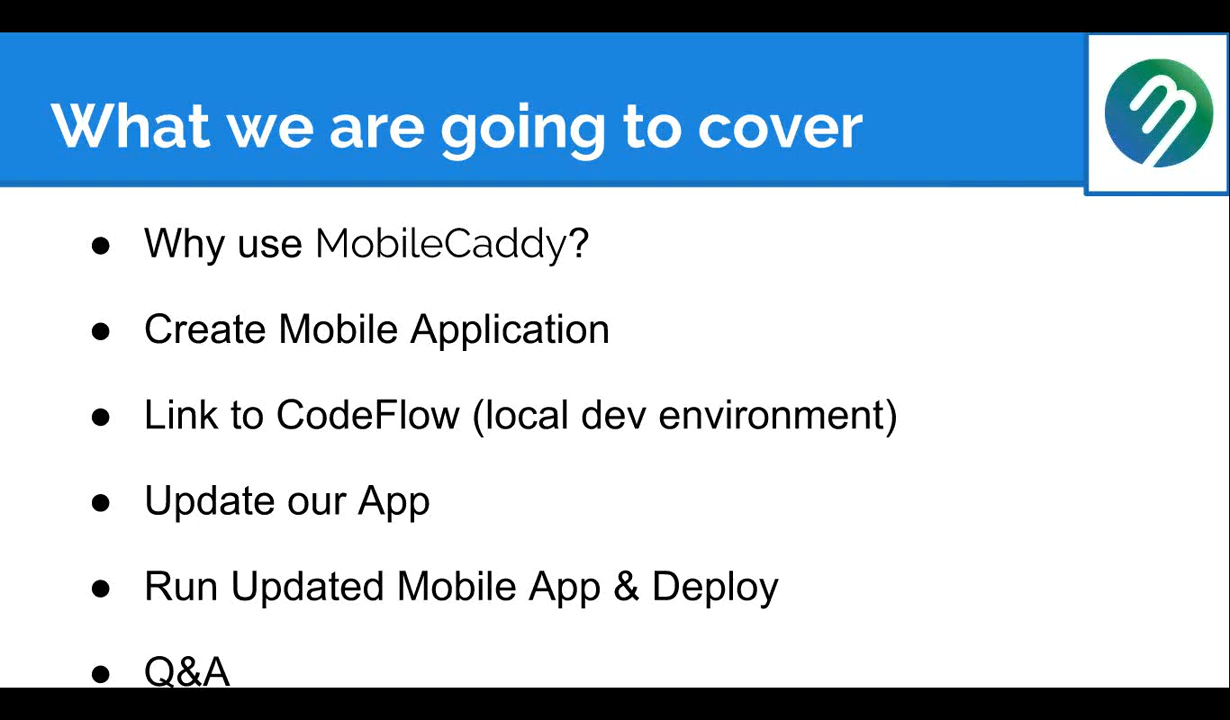 What we are going to cover
● Why use MobileCaddy?
● Create Mobile Application
● Link to CodeFlow (local dev environment)
● Update our App
● Run Updated Mobile App & Deploy
● Q&A